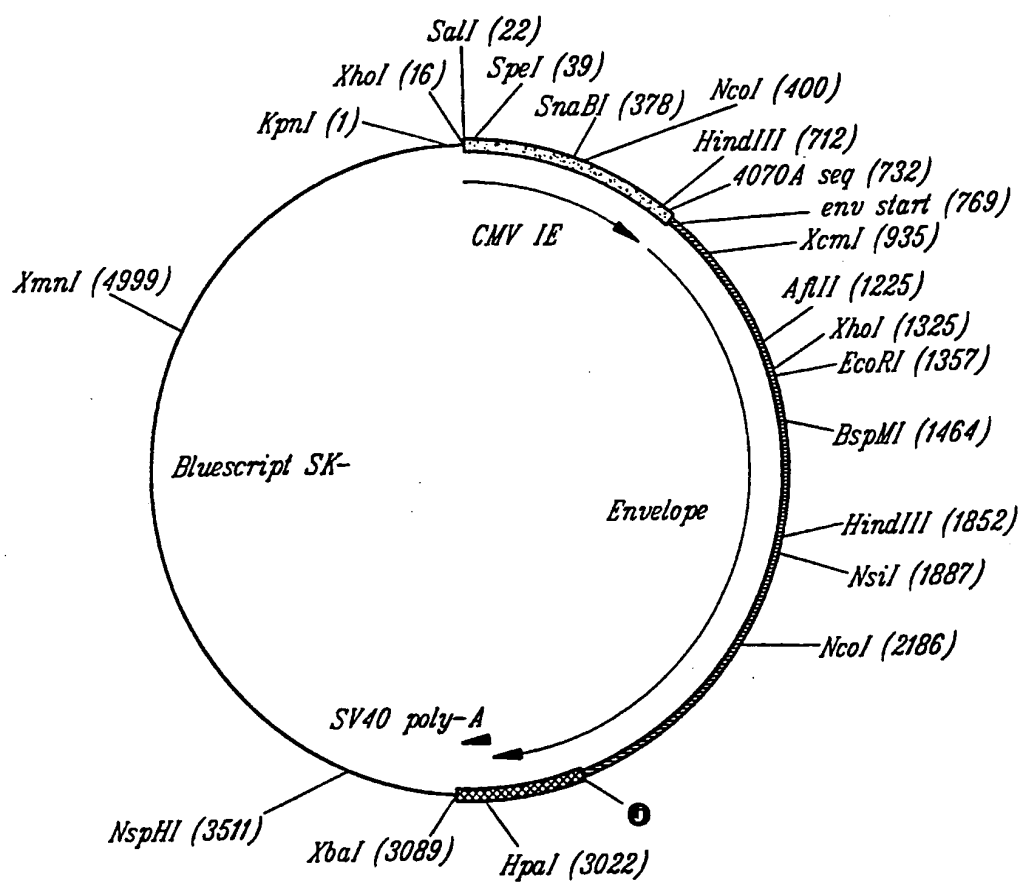 SalI (22)
XhoI (16)
SpeI (39)
KpnI (1)
SnaBI (378)
NcoI (400)
HindIII (712)
4070A seq (732)
env start (769)
XcmI (935)
CMV IE
XmnI (4999)
AflII (1225)
XhoI (1325)
EcoRI (1357)
BspMI (1464)
Bluescript SK-
Envelope
HindIII (1852)
NsiI (1887)
NcoI (2186)
SV40 poly-A
J
NspHI (3511)
XbaI (3089)
HpaI (3022)